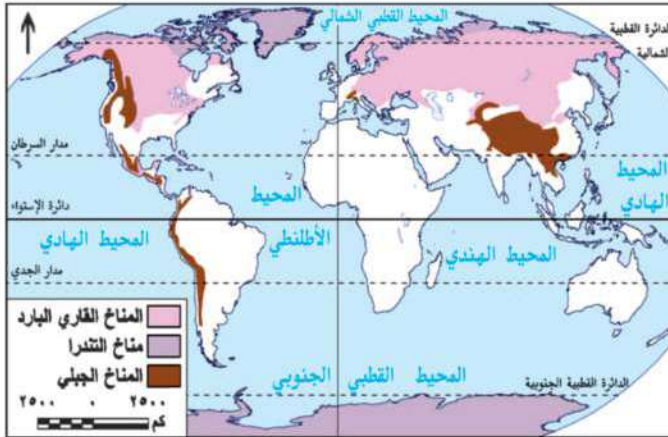 المحيط القطبي الشمالي
الدائرة القطبية
الشمالية
مدار السرطان
المحيط
الهادي
دائرة الإستواء
المحيط
الأطلنطي
المحيط الهادي
المحيط الهندي
مدار الجدي
المناخ القاري البارد
مناخ التندرا
المناخ الجبلي
٢٥٠٠ ٠ ٢٥٠٠
كم
المحيط القطبي الجنوبي
الدائرة القطبية الجنوبية